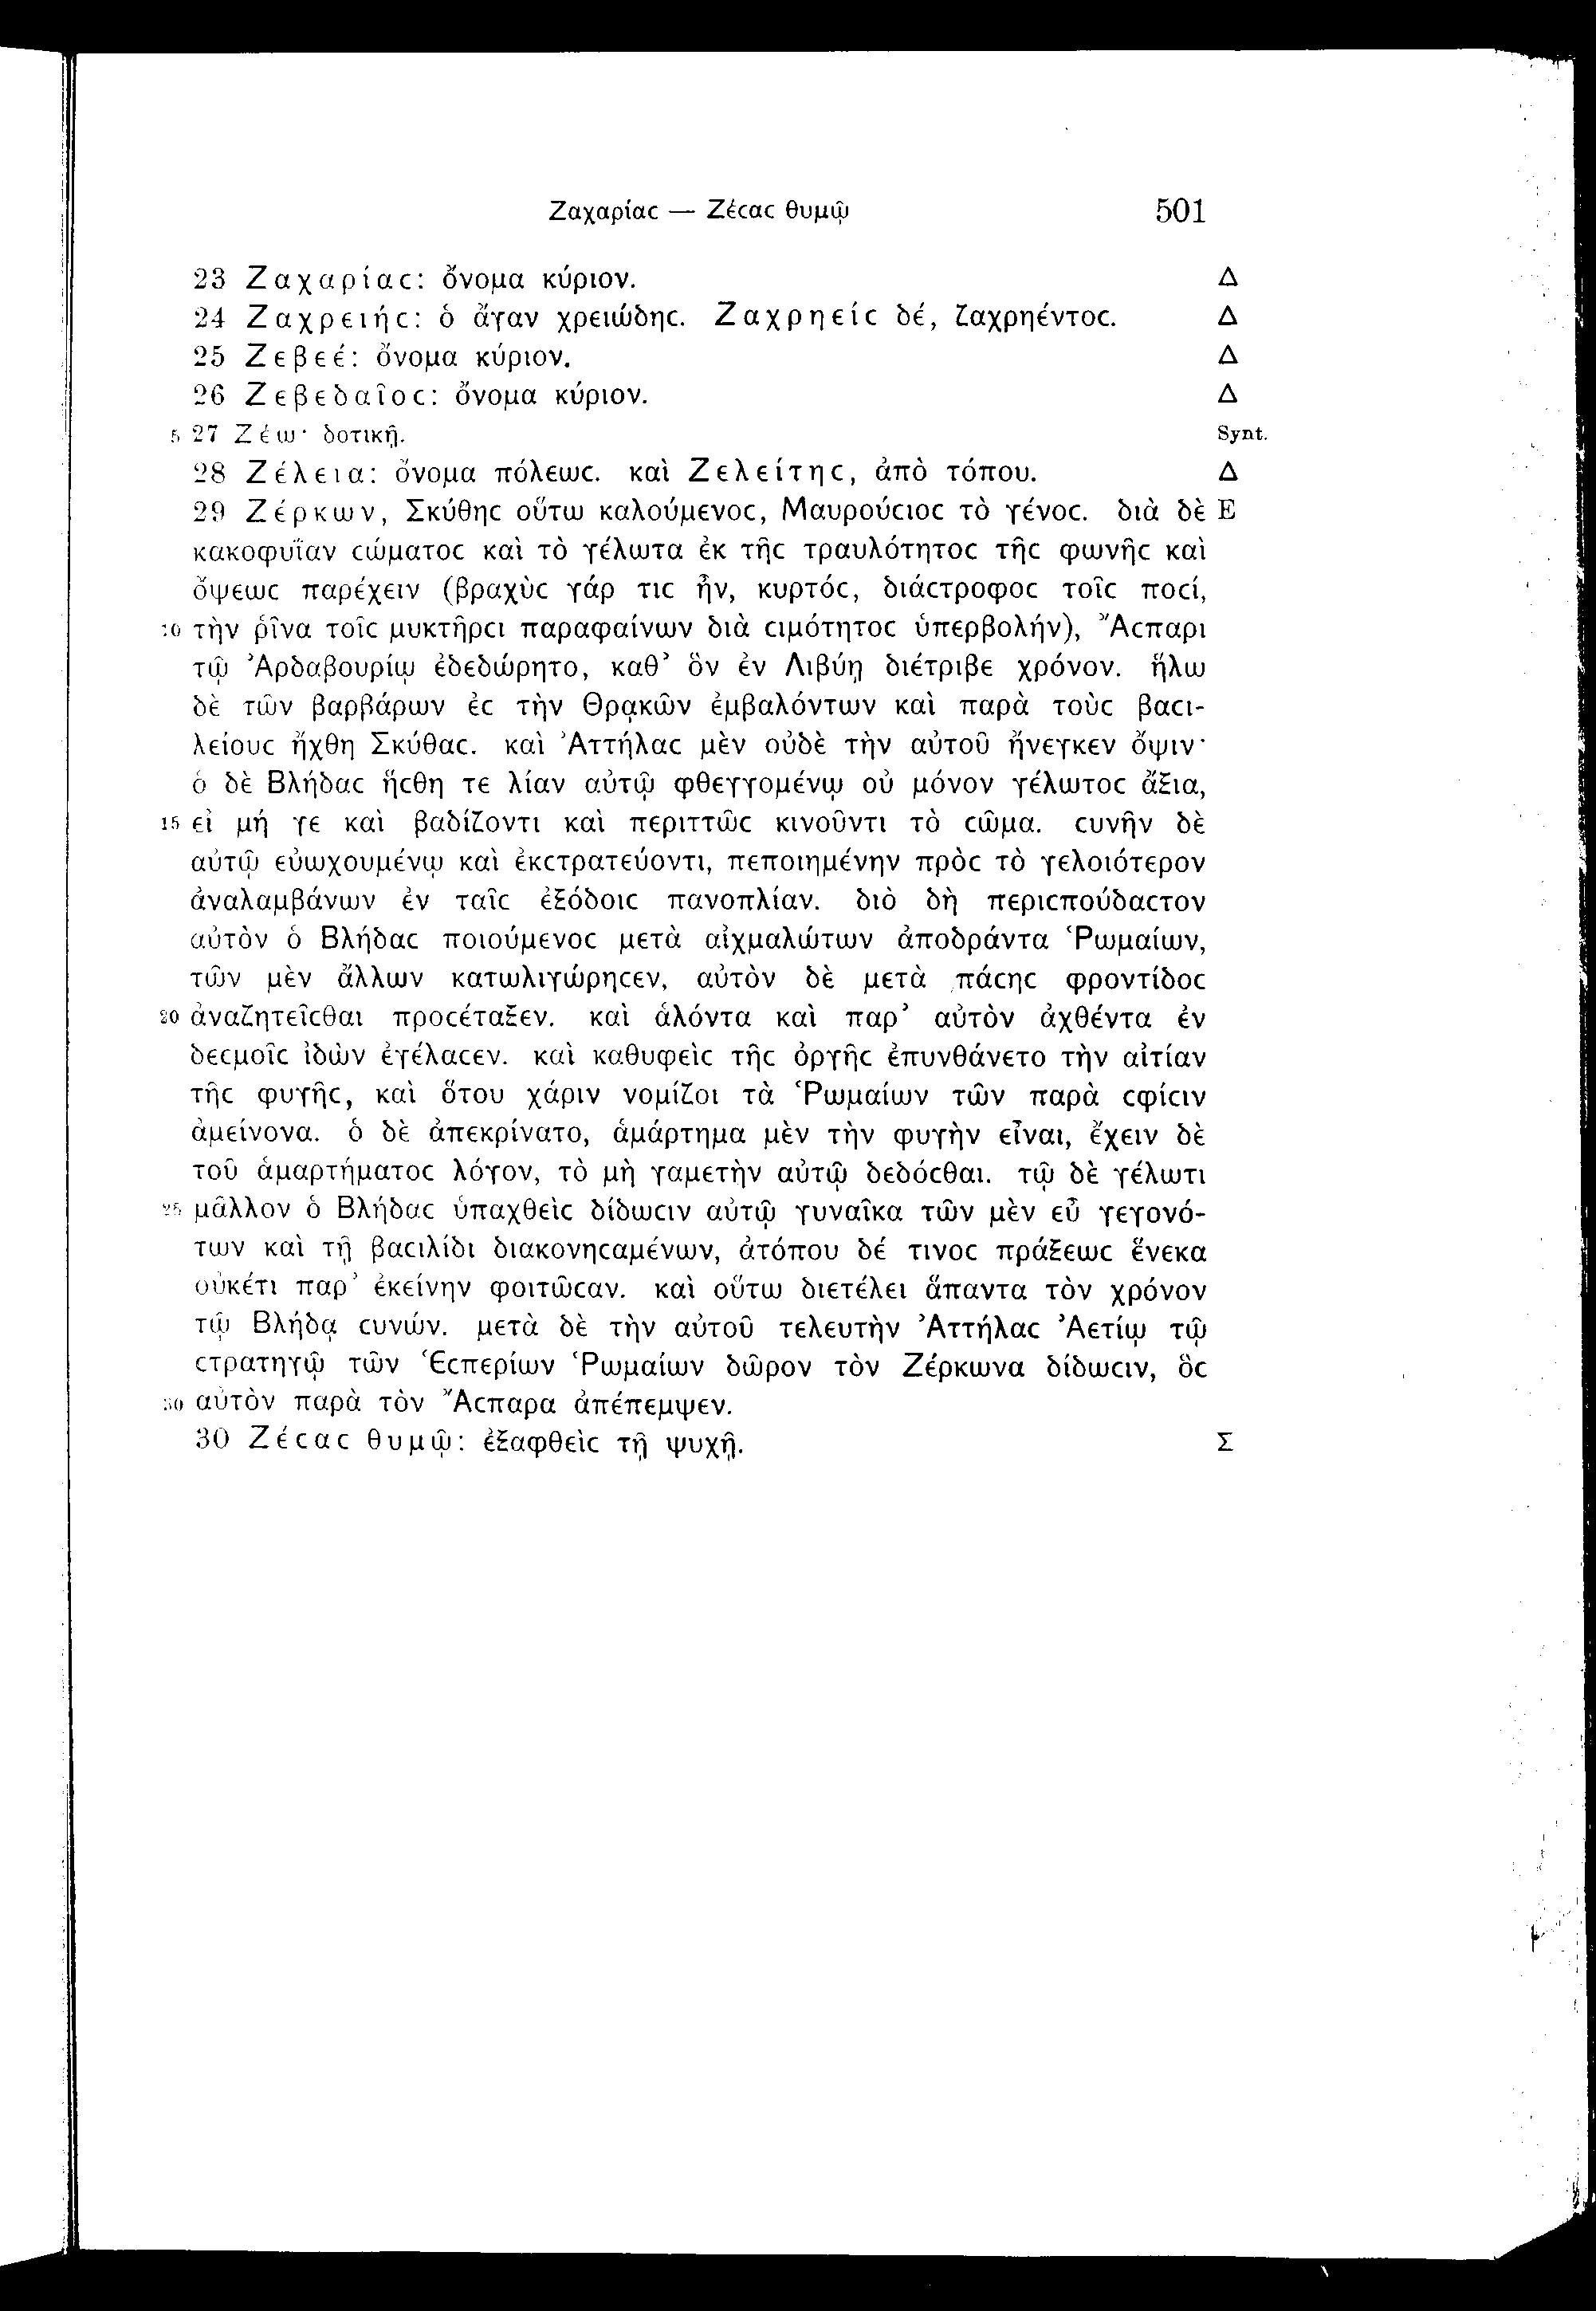 Ζαχαρίαϲ — Ζέϲαϲ θυμῷ 501
23 Ζαχαρίαϲ: ὄνομα κύριον. Δ
24 Ζαχρειήϲ: ὁ ἄγαν χρειώδηϲ. Ζαχρηείϲ δέ, ζαχρηέντοϲ. Δ
25 Ζεβεέ: ὄνομα κύριον. Δ
26 Ζεβεδαῖοϲ: ὄνομα κύριον. Δ
5 27 Ζέω· δοτικῇ. Synt.
28 Ζέλεια: ὄνομα πόλεωϲ. καὶ Ζελείτηϲ, ἀπὸ τόπου. Δ
29 Ζέρκων, Σκύθηϲ οὕτω καλούμενοϲ, Μαυρούϲιοϲ τὸ γένοϲ. διὰ δὲ Ε
κακοφυΐαν ϲώματοϲ καὶ τὸ γέλωτα ἐκ τῆϲ τραυλότητοϲ τῆϲ φωνῆϲ καὶ
ὄψεωϲ παρέχειν (βραχὺϲ γάρ τιϲ ἦν, κυρτόϲ, διάϲτροφοϲ τοῖϲ ποϲί,
10 τὴν ῥῖνα τοῖϲ μυκτῆρϲι παραφαίνων διὰ ϲιμότητοϲ ὑπερβολήν), Ἄϲπαρι
τῷ Ἀρδαβουρίῳ ἐδεδώρητο, καθ’ ὃν ἐν Λιβύῃ διέτριβε χρόνον. ἥλω
δὲ τῶν βαρβάρων ἐϲ τὴν Θρᾳκῶν ἐμβαλόντων καὶ παρὰ τοὺϲ βαϲι-
λείουϲ ἤχθη Σκύθαϲ. καὶ Ἀττήλαϲ μὲν οὐδὲ τὴν αὐτοῦ ἤνεγκεν ὄψιν·
ὁ δὲ Βλήδαϲ ἥϲθη τε λίαν αὐτῷ φθεγγομένῳ οὐ μόνον γέλωτοϲ ἄξια,
15 εἰ μή γε καὶ βαδίζοντι καὶ περιττῶϲ κινοῦντι τὸ ϲῶμα. ϲυνῆν δὲ
αὐτῷ εὐωχουμένῳ καὶ ἐκϲτρατεύοντι, πεποιημένην πρὸϲ τὸ γελοιότερον
ἀναλαμβάνων ἐν ταῖϲ ἐξόδοιϲ πανοπλίαν. διὸ δὴ περιϲπούδαϲτον
αὐτὸν ὁ Βλήδαϲ ποιούμενοϲ μετὰ αἰχμαλώτων ἀποδράντα Ῥωμαίων,
τῶν μὲν ἄλλων κατωλιγώρηϲεν, αὐτὸν δὲ μετὰ πάϲηϲ φροντίδοϲ
20 ἀναζητεῖϲθαι προϲέταξεν. καὶ ἁλόντα καὶ παρ’ αὐτὸν ἀχθέντα ἐν
δεϲμοῖϲ ἰδὼν ἐγέλαϲεν. καὶ καθυφεὶϲ τῆϲ ὀργῆϲ ἐπυνθάνετο τὴν αἰτίαν
τῆϲ φυγῆϲ, καὶ ὅτου χάριν νομίζοι τὰ Ῥωμαίων τῶν παρὰ ϲφίϲιν
ἀμείνονα. ὁ δὲ ἀπεκρίνατο, ἁμάρτημα μὲν τὴν φυγὴν εἶναι, ἔχειν δὲ
τοῦ ἁμαρτήματοϲ λόγον, τὸ μὴ γαμετὴν αὐτῷ δεδόϲθαι. τῷ δὲ γέλωτι
25 μᾶλλον ὁ Βλήδαϲ ὑπαχθεὶϲ δίδωϲιν αὐτῷ γυναῖκα τῶν μὲν εὖ γεγονό-
των καὶ τῇ βαϲιλίδι διακονηϲαμένων, ἀτόπου δέ τινοϲ πράξεωϲ ἕνεκα
οὐκέτι παρ’ ἐκείνην φοιτῶϲαν. καὶ οὕτω διετέλει ἅπαντα τὸν χρόνον
τῷ Βλήδᾳ ϲυνών. μετὰ δὲ τὴν αὐτοῦ τελευτὴν Ἀττήλαϲ Ἀετίῳ τῷ
ϲτρατηγῷ τῶν Ἑϲπερίων Ῥωμαίων δῶρον τὸν Ζέρκωνα δίδωϲιν, ὃϲ
30 αὐτὸν παρὰ τὸν Ἄϲπαρα ἀπέπεμψεν.
30 Ζέϲαϲ θυμῷ: ἐξαφθεὶϲ τῇ ψυχῇ. Σ